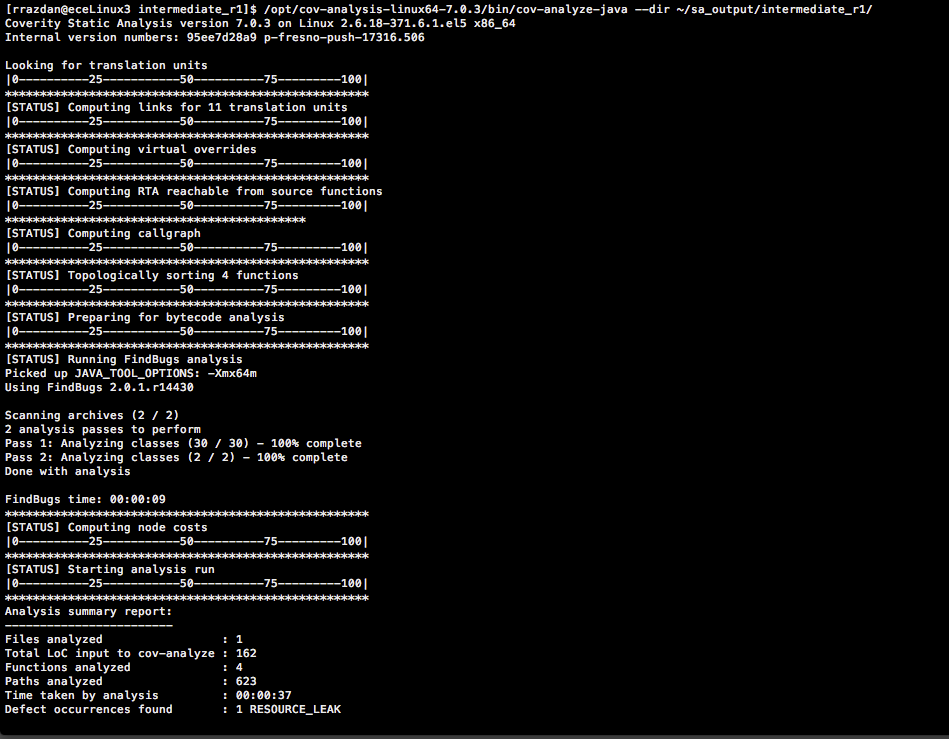 [rrazdan@eceLinux3 intermediate_r1]$ /opt/cov-analysis-linux64-7.0.3/bin/cov-analyze-java --dir ~/sa_output/intermediate_r1/
Coverity Static Analysis version 7.0.3 on Linux 2.6.18-371.6.1.el5 x86_64
Internal version numbers: 95ee7d28a9 p-fresno-push-17316.506

Looking for translation units
|0----------25-----------50----------75---------100|
****************************************************
[STATUS] Computing links for 11 translation units
|0----------25-----------50----------75---------100|
****************************************************
[STATUS] Computing virtual overrides
|0----------25-----------50----------75---------100|
****************************************************
[STATUS] Computing RTA reachable from source functions
|0----------25-----------50----------75---------100|
*******************************************
[STATUS] Computing callgraph
|0----------25-----------50----------75---------100|
****************************************************
[STATUS] Topologically sorting 4 functions
|0----------25-----------50----------75---------100|
****************************************************
[STATUS] Preparing for bytecode analysis
|0----------25-----------50----------75---------100|
****************************************************
[STATUS] Running FindBugs analysis
Picked up JAVA_TOOL_OPTIONS: -Xmx64m
Using FindBugs 2.0.1.r14430

Scanning archives (2 / 2)
2 analysis passes to perform
Pass 1: Analyzing classes (30 / 30) - 100% complete
Pass 2: Analyzing classes (2 / 2) - 100% complete
Done with analysis

FindBugs time: 00:00:09
****************************************************
[STATUS] Computing node costs
|0----------25-----------50----------75---------100|
****************************************************
[STATUS] Starting analysis run
|0----------25-----------50----------75---------100|
****************************************************
Analysis summary report:
------------------------
Files analyzed                 : 1
Total LoC input to cov-analyze : 162
Functions analyzed             : 4
Paths analyzed                 : 623
Time taken by analysis         : 00:00:37
Defect occurrences found       : 1 RESOURCE_LEAK